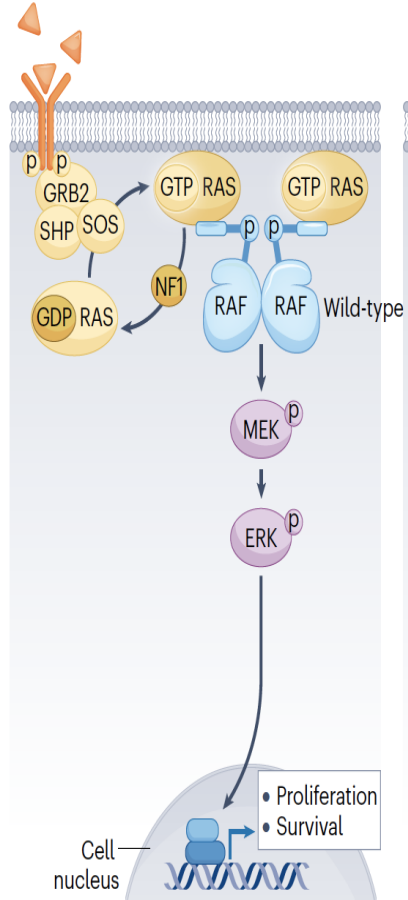 p p
GRB2
SHP SOS
GTP RAS
GTP RAS
p p
NF1
GDP RAS
RAF RAF Wild-type
p
MEK
p
ERK
• Proliferation
• Survival
Cell
nucleus